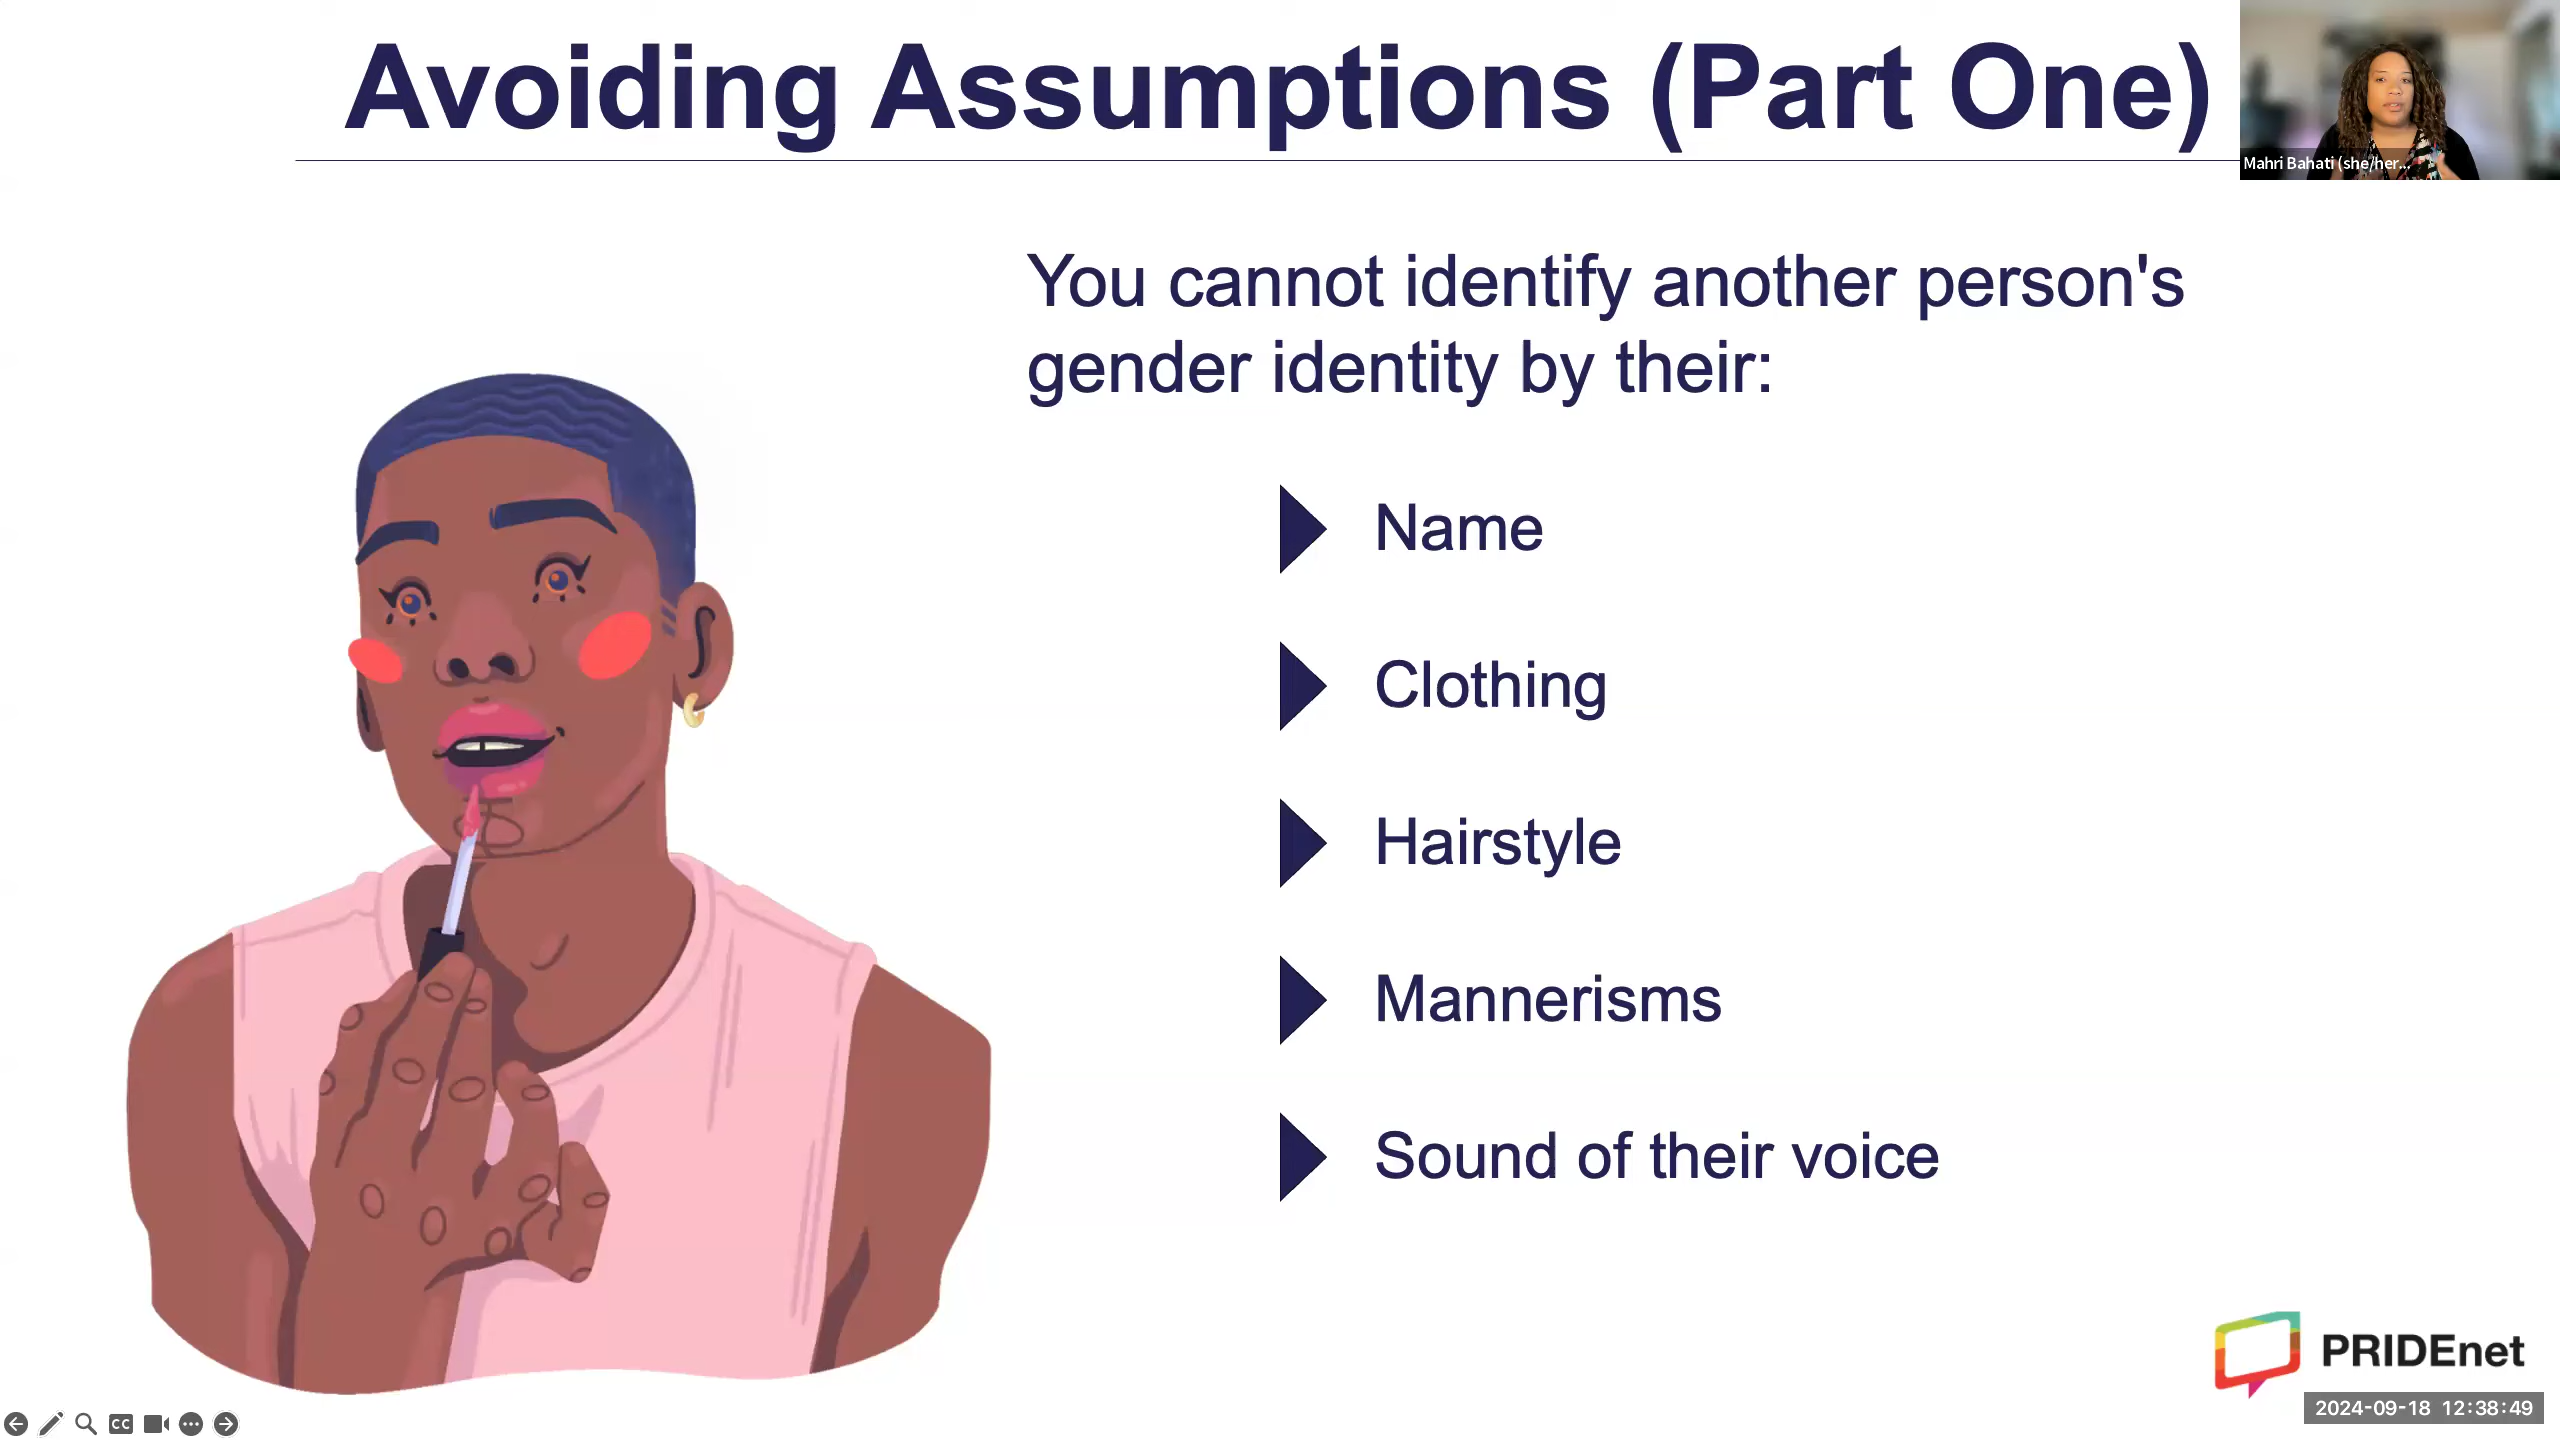 Avoiding Assumptions (Part One)
Mahri Bahati (she/her...
You cannot identify another person's
gender identity by their:
Name
Clothing
Hairstyle
Mannerisms
Sound of their voice
PRIDEnet
2024-09-18 12:38:49
CC